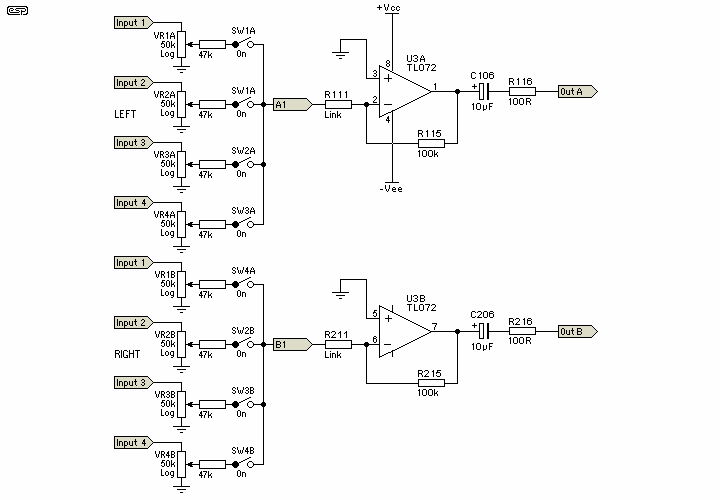 esp
Input 1
VR1A
50k
Log
47k
SW1A
On
Input 2
VR2A
50k
Log
47k
SW1A
On
LEFT
Input 3
VR3A
50k
Log
47k
SW2A
On
Input 4
VR4A
50k
Log
47k
SW3A
On
A1
R111
Link
+Vcc
8
U3A
TL072
3
+
2
−
1
4
-Vee
R115
100k
C106
+
10µF
R116
100R
Out A
Input 1
VR1B
50k
Log
47k
SW4A
On
Input 2
VR2B
50k
Log
47k
SW2B
On
RIGHT
Input 3
VR3B
50k
Log
47k
SW3B
On
Input 4
VR4B
50k
Log
47k
SW4B
On
B1
R211
Link
U3B
TL072
5
+
6
−
7
R215
100k
C206
+
10µF
R216
100R
Out B